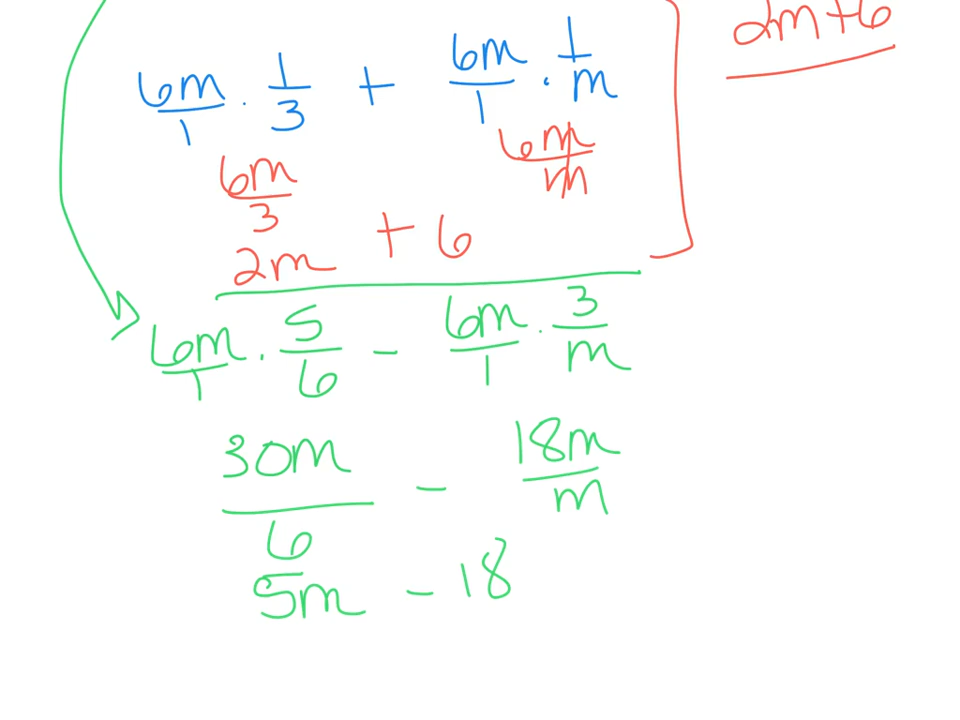 2m+6
6m/1 · 1/3 + 6m/1 · 1/m
6m/3 6m/m
2m + 6
6m/1 · 5/6 - 6m/1 · 3/m
30m/6 - 18m/m
5m - 18